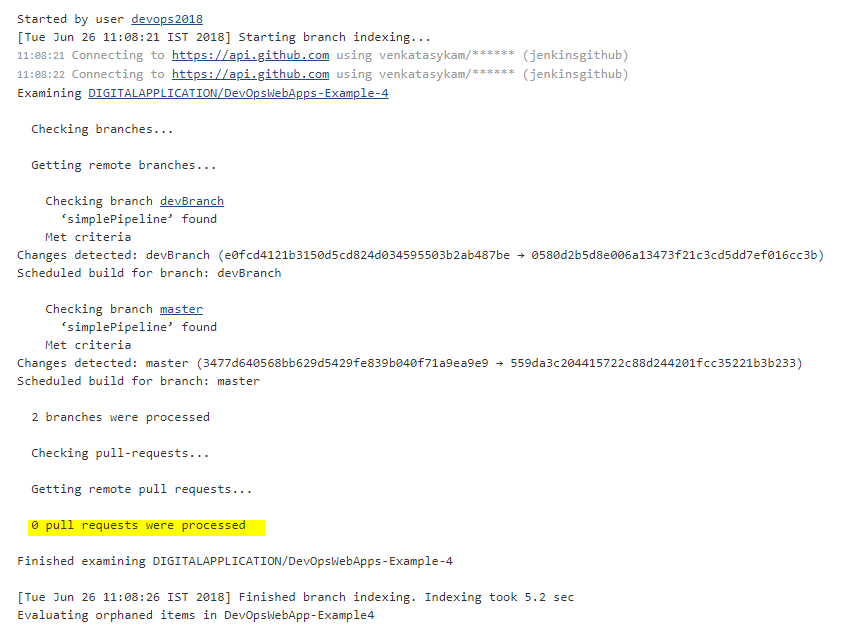 Started by user devops2018
[Tue Jun 26 11:08:21 IST 2018] Starting branch indexing...
11:08:21 Connecting to https://api.github.com using venkatasykam/****** (jenkinsgithub)
11:08:22 Connecting to https://api.github.com using venkatasykam/****** (jenkinsgithub)
Examining DIGITALAPPLICATION/DevOpsWebApps-Example-4
Checking branches...
Getting remote branches...
Checking branch devBranch
‘simplePipeline’ found
Met criteria
Changes detected: devBranch (e0fcd4121b3150d5cd824d034595503b2ab487be → 0580d2b5d8e006a13473f21c3cd5dd7ef016cc3b)
Scheduled build for branch: devBranch
Checking branch master
‘simplePipeline’ found
Met criteria
Changes detected: master (3477d640568bb629d5429fe839b040f71a9ea9e9 → 559da3c204415722c88d244201fcc35221b3b233)
Scheduled build for branch: master
2 branches were processed
Checking pull-requests...
Getting remote pull requests...
0 pull requests were processed
Finished examining DIGITALAPPLICATION/DevOpsWebApps-Example-4
[Tue Jun 26 11:08:26 IST 2018] Finished branch indexing. Indexing took 5.2 sec
Evaluating orphaned items in DevOpsWebApp-Example4